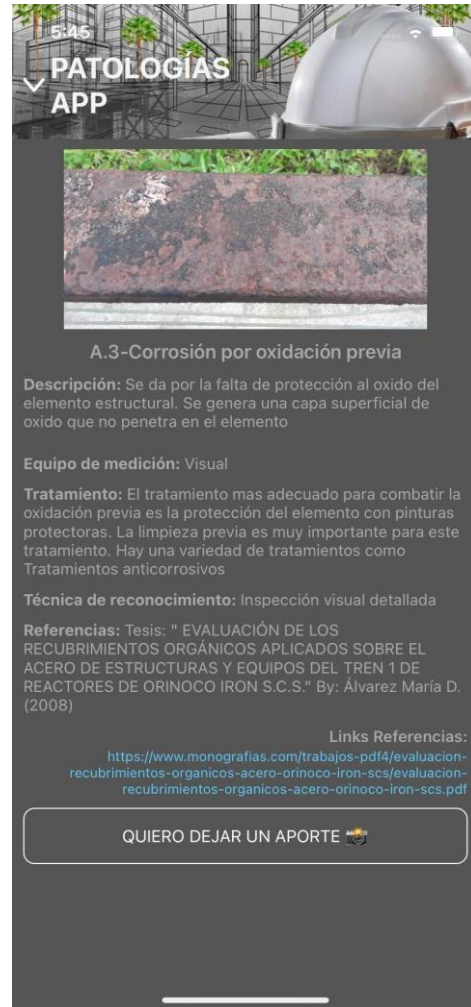 5:45
PATOLOGÍAS
APP
A.3-Corrosión por oxidación previa
Descripción: Se da por la falta de protección al oxido del
elemento estructural. Se genera una capa superficial de
oxido que no penetra en el elemento
Equipo de medición: Visual
Tratamiento: El tratamiento mas adecuado para combatir la
oxidación previa es la protección del elemento con pinturas
protectoras. La limpieza previa es muy importante para este
tratamiento. Hay una variedad de tratamientos como
Tratamientos anticorrosivos
Técnica de reconocimiento: Inspección visual detallada
Referencias: Tesis: " EVALUACIÓN DE LOS
RECUBRIMIENTOS ORGÁNICOS APLICADOS SOBRE EL
ACERO DE ESTRUCTURAS Y EQUIPOS DEL TREN 1 DE
REACTORES DE ORINOCO IRON S.C.S." By: Álvarez María D.
(2008)
Links Referencias:
https://www.monografias.com/trabajos-pdf4/evaluacion-
recubrimientos-organicos-acero-orinoco-iron-scs/evaluacion-
recubrimientos-organicos-acero-orinoco-iron-scs.pdf
QUIERO DEJAR UN APORTE 📸